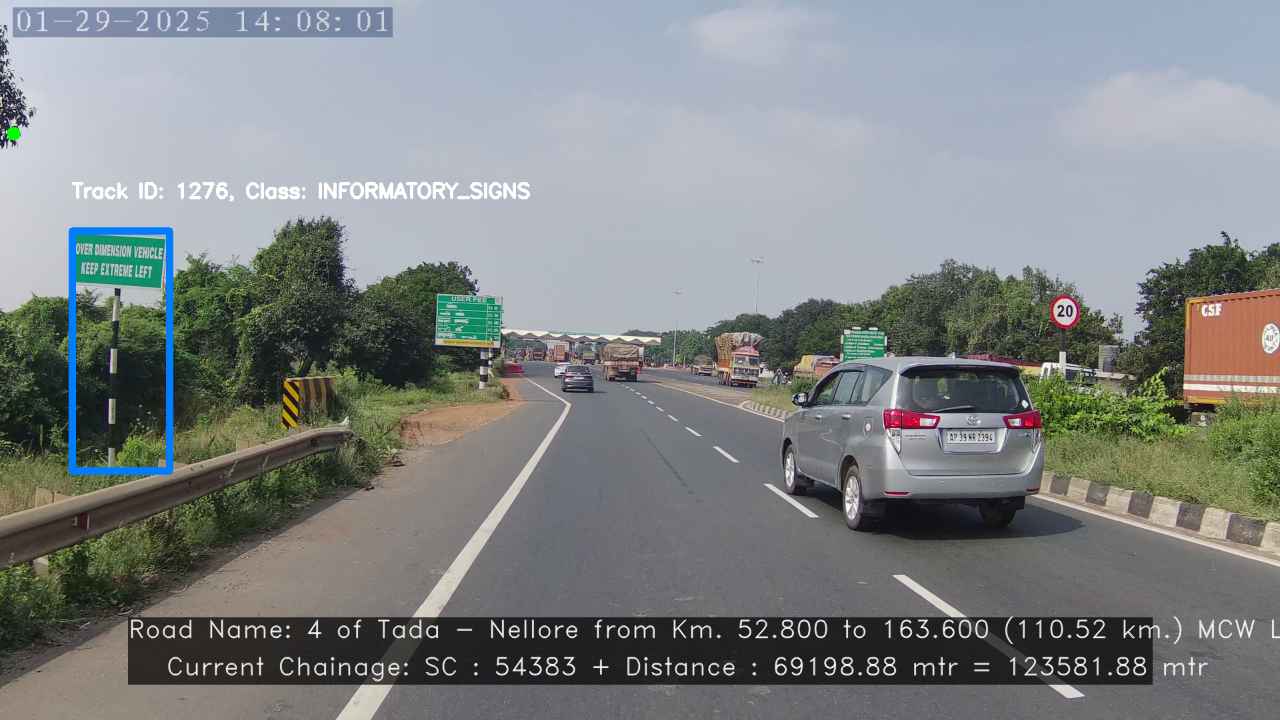 01-29-2025 14:08:01
Track ID: 1276, Class: INFORMATORY_SIGNS
OVER DIMENSION VEHICLE
KEEP EXTREME LEFT
USER FEE
20
CSF
AP 39 NR 2394
Road Name: 4 of Tada - Nellore from Km. 52.800 to 163.600 (110.52 km.) MCW L
Current Chainage: SC : 54383 + Distance : 69198.88 mtr = 123581.88 mtr